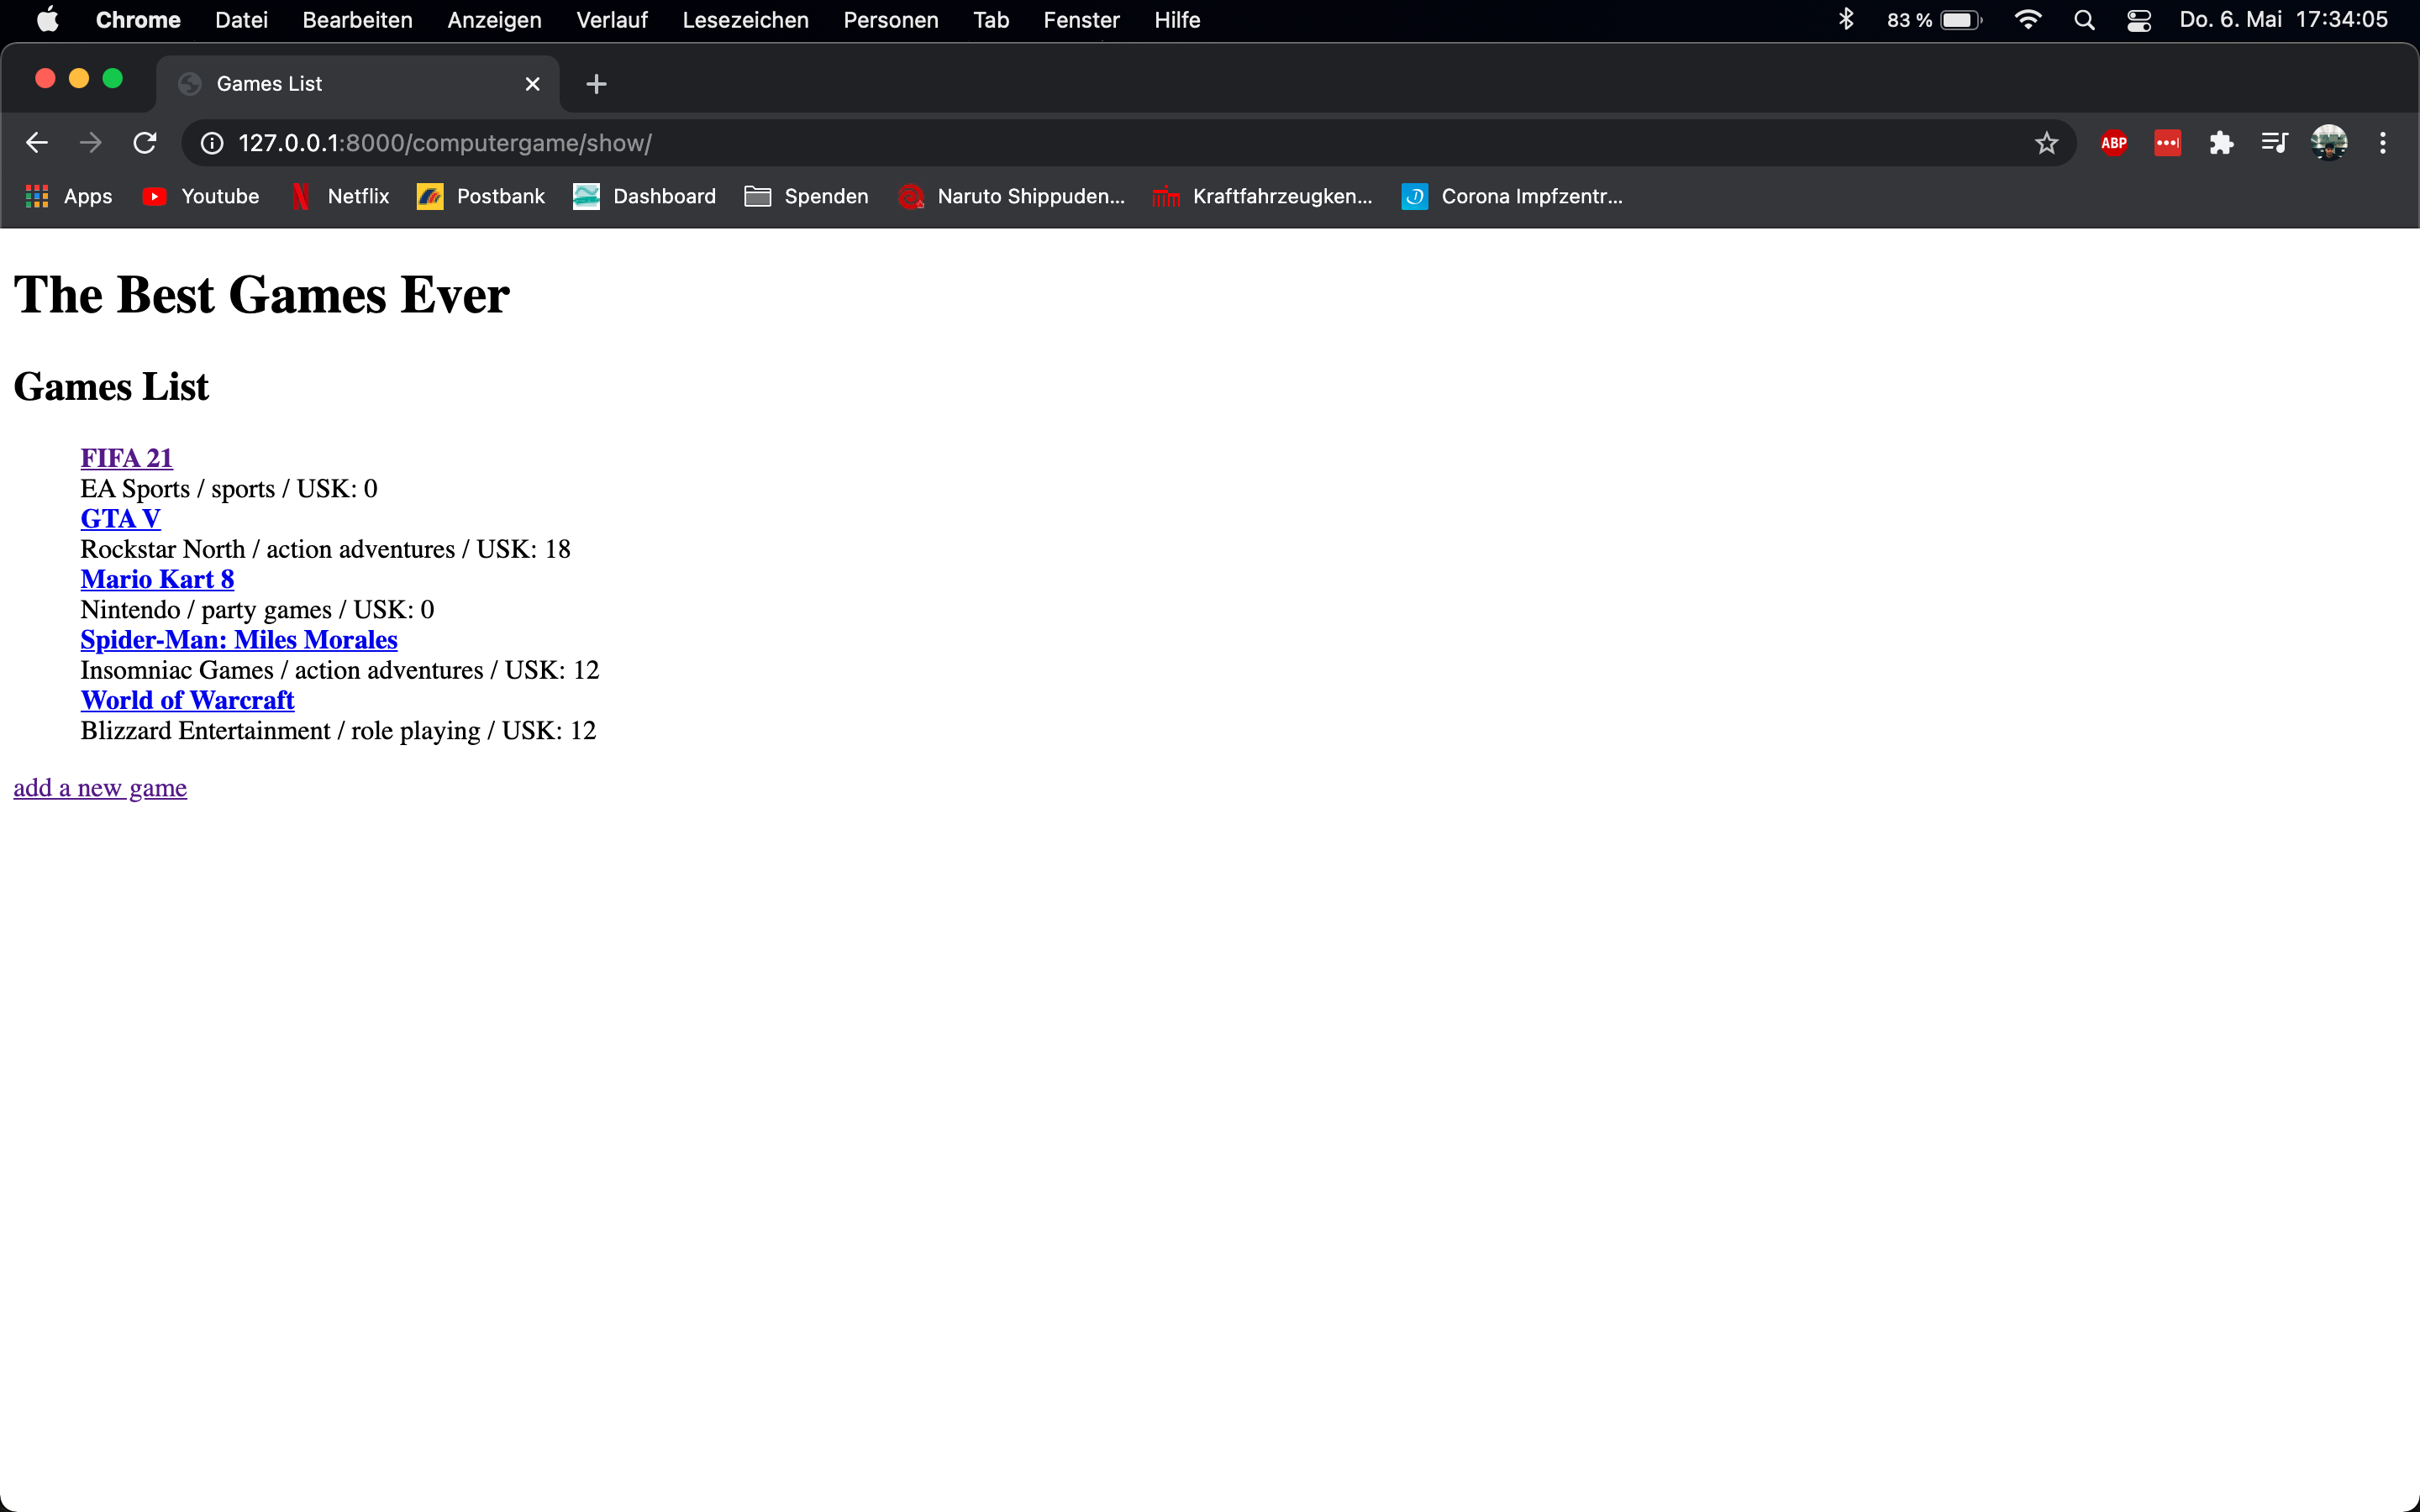 Chrome Datei Bearbeiten Anzeigen Verlauf Lesezeichen Personen Tab Fenster Hilfe 83 % Do. 6. Mai 17:34:05
Games List
127.0.0.1:8000/computergame/show/ ABP
Apps Youtube Netflix Postbank Dashboard Spenden Naruto Shippuden... Kraftfahrzeugken... Corona Impfzentr...
The Best Games Ever
Games List
FIFA 21
EA Sports / sports / USK: 0
GTA V
Rockstar North / action adventures / USK: 18
Mario Kart 8
Nintendo / party games / USK: 0
Spider-Man: Miles Morales
Insomniac Games / action adventures / USK: 12
World of Warcraft
Blizzard Entertainment / role playing / USK: 12
add a new game